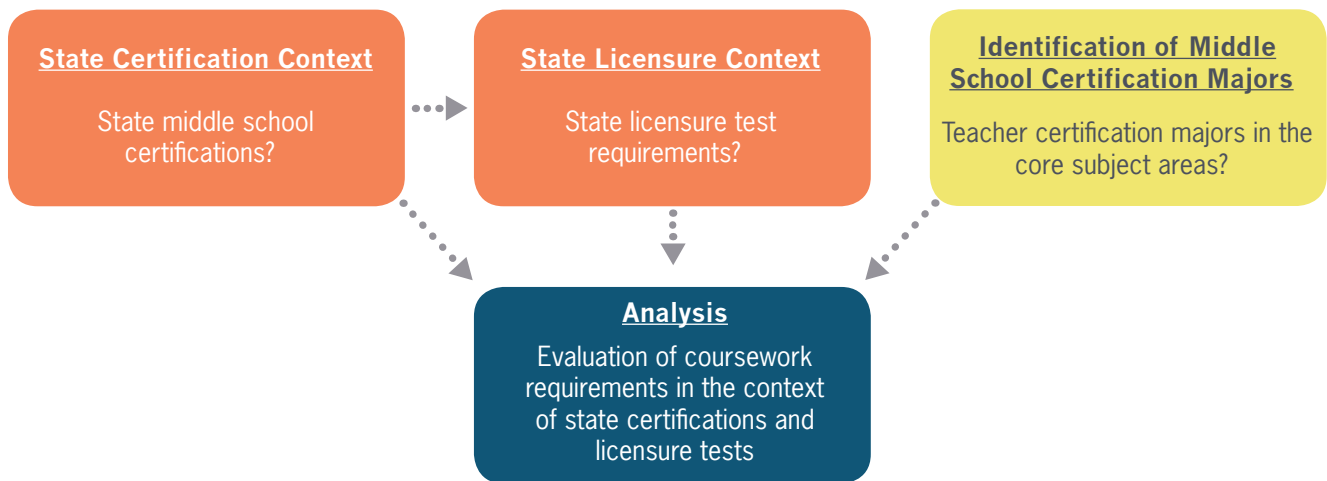 State Certification Context
State middle school
certifications?
State Licensure Context
State licensure test
requirements?
Identification of Middle
School Certification Majors
Teacher certification majors in the
core subject areas?
Analysis
Evaluation of coursework
requirements in the context
of state certifications and
licensure tests